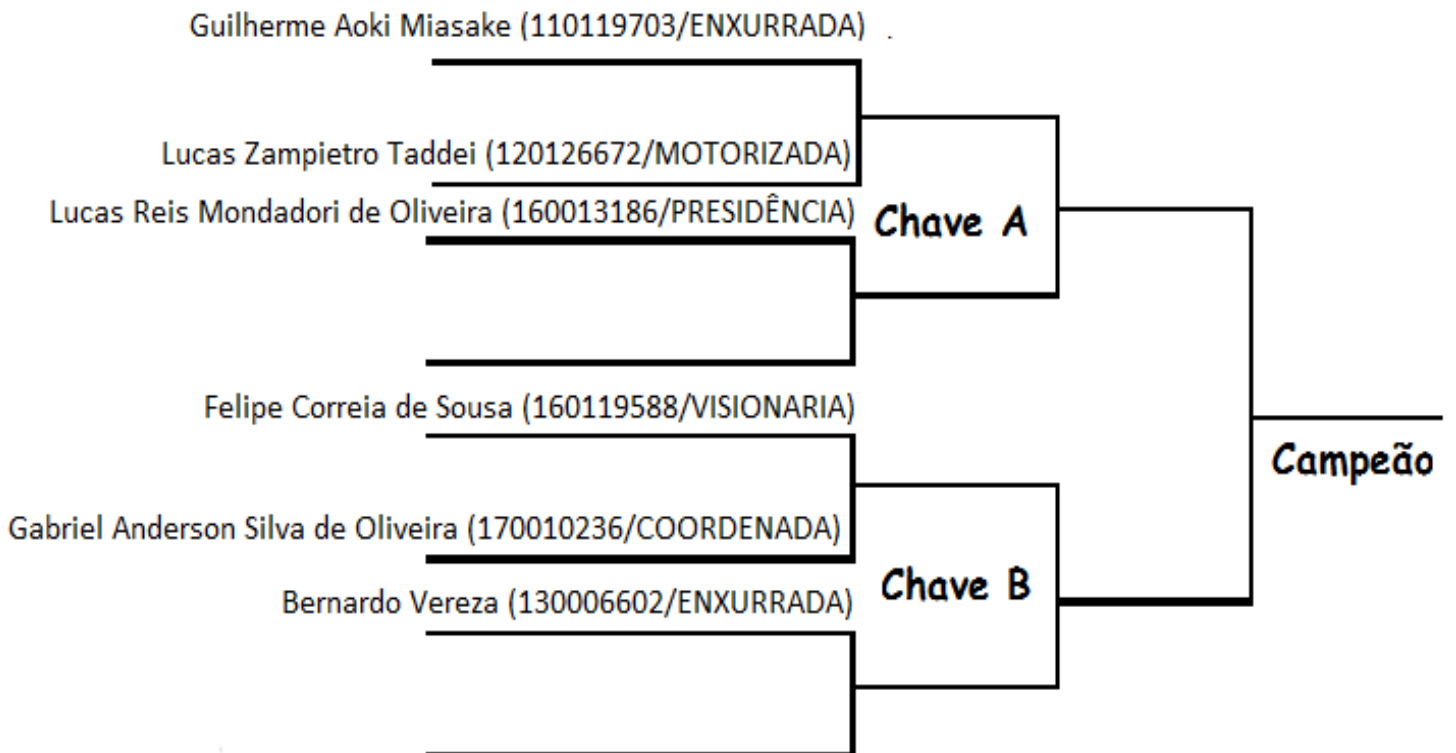 Guilherme Aoki Miasake (110119703/ENXURRADA) .
Lucas Zampietro Taddei (120126672/MOTORIZADA)
Lucas Reis Mondadori de Oliveira (160013186/PRESIDÊNCIA)
Chave A
Felipe Correia de Sousa (160119588/VISIONARIA)
Campeão
Gabriel Anderson Silva de Oliveira (170010236/COORDENADA)
Chave B
Bernardo Vereza (130006602/ENXURRADA)